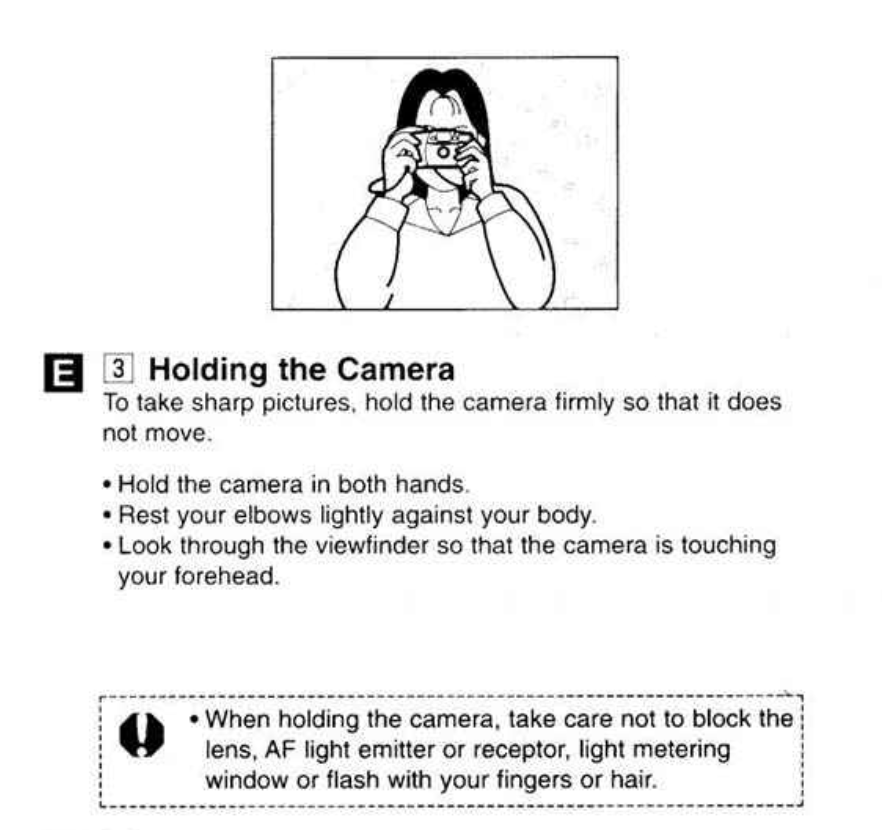 E 3 Holding the Camera
To take sharp pictures, hold the camera firmly so that it does
not move.
• Hold the camera in both hands.
• Rest your elbows lightly against your body.
• Look through the viewfinder so that the camera is touching
your forehead.
• When holding the camera, take care not to block the
lens, AF light emitter or receptor, light metering
window or flash with your fingers or hair.